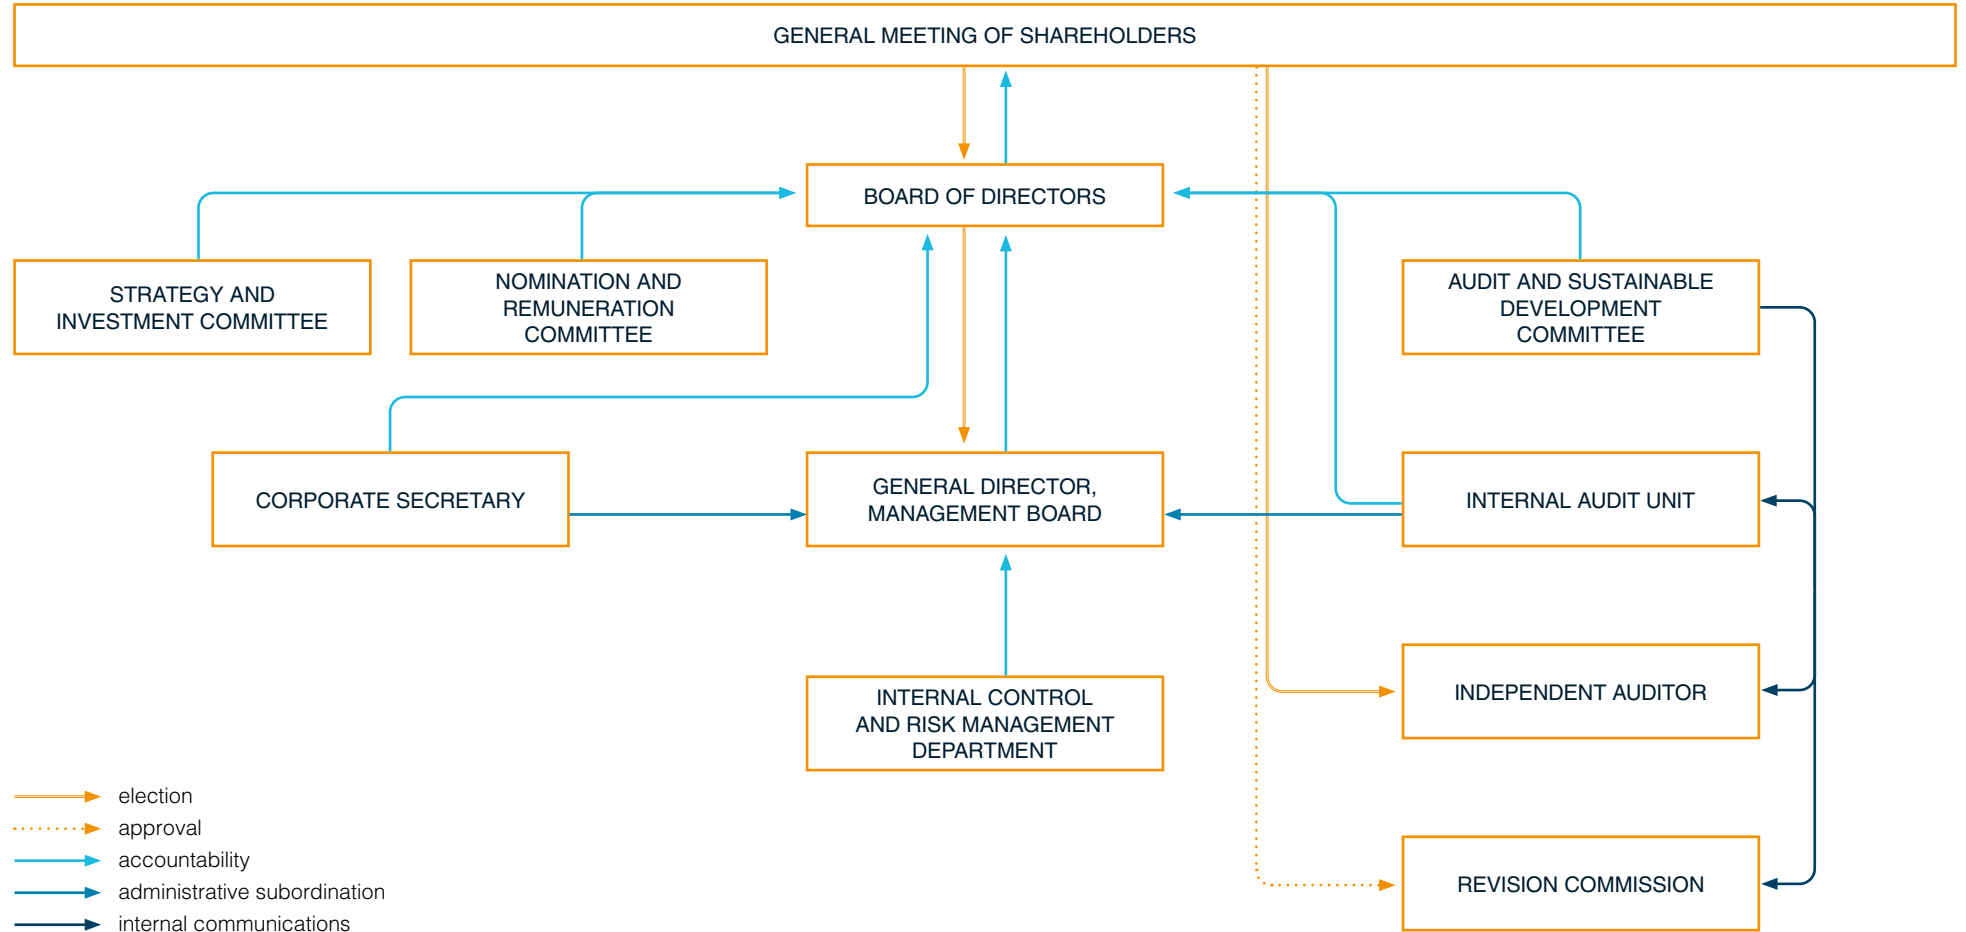 GENERAL MEETING OF SHAREHOLDERS
BOARD OF DIRECTORS
STRATEGY AND
INVESTMENT COMMITTEE
NOMINATION AND
REMUNERATION
COMMITTEE
AUDIT AND SUSTAINABLE
DEVELOPMENT
COMMITTEE
CORPORATE SECRETARY
GENERAL DIRECTOR,
MANAGEMENT BOARD
INTERNAL AUDIT UNIT
INTERNAL CONTROL
AND RISK MANAGEMENT
DEPARTMENT
INDEPENDENT AUDITOR
REVISION COMMISSION
election
approval
accountability
administrative subordination
internal communications